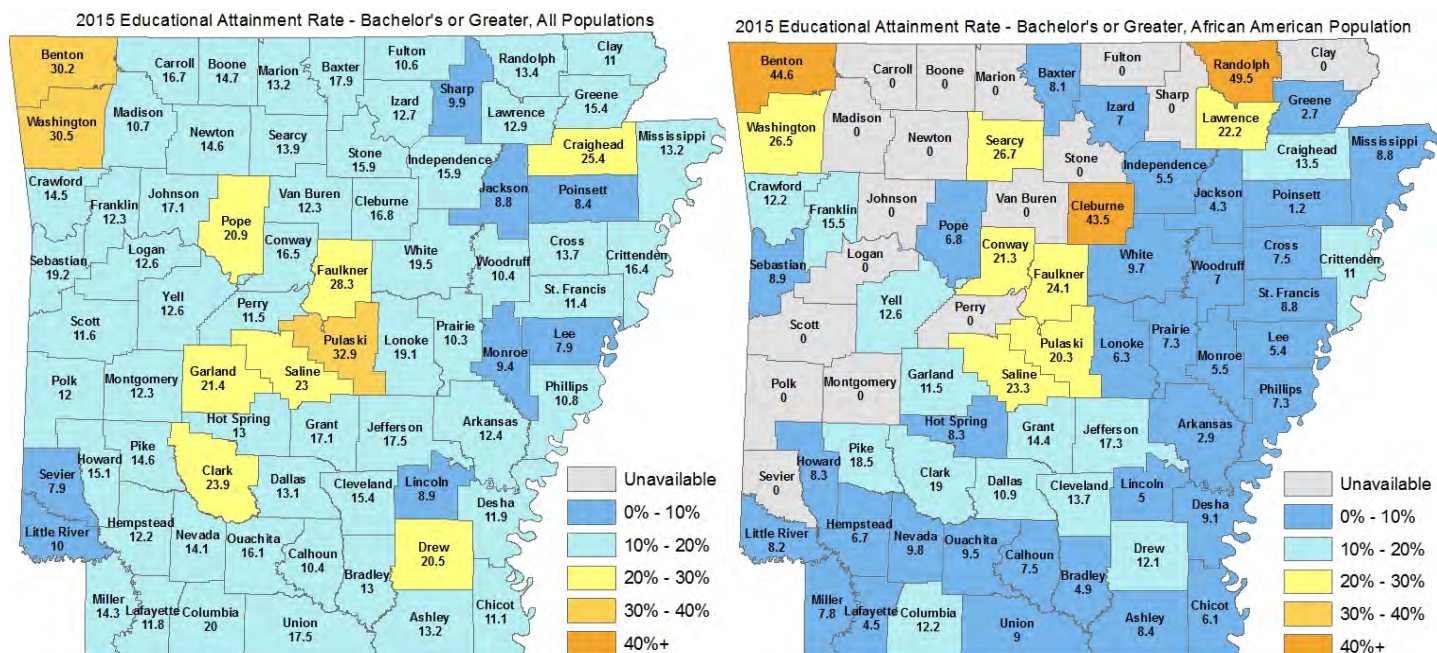 2015 Educational Attainment Rate - Bachelor's or Greater, All Populations
Benton
30.2
Carroll
16.7
Boone
14.7
Marion
13.2
Baxter
17.9
Fulton
10.6
Randolph
13.4
Clay
11
Sharp
9.9
Greene
15.4
Washington
30.5
Madison
10.7
Newton
14.6
Searcy
13.9
Izard
12.7
Lawrence
12.9
Stone
15.9
Independence
15.9
Craighead
25.4
Mississippi
13.2
Crawford
14.5
Franklin
12.3
Johnson
17.1
Pope
20.9
Van Buren
12.3
Cleburne
16.8
Jackson
8.8
Poinsett
8.4
Sebastian
19.2
Logan
12.6
Conway
16.5
Faulkner
28.3
White
19.5
Woodruff
10.4
Cross
13.7
Crittenden
16.4
St. Francis
11.4
Scott
11.6
Yell
12.6
Perry
11.5
Pulaski
32.9
Lonoke
19.1
Prairie
10.3
Monroe
9.4
Lee
7.9
Polk
12
Montgomery
12.3
Garland
21.4
Saline
23
Phillips
10.8
Hot Spring
13
Grant
17.1
Jefferson
17.5
Arkansas
12.4
Sevier
7.9
Howard
15.1
Pike
14.6
Clark
23.9
Dallas
13.1
Cleveland
15.4
Lincoln
8.9
Desha
11.9
Little River
10
Hempstead
12.2
Nevada
14.1
Ouachita
16.1
Calhoun
10.4
Bradley
13
Drew
20.5
Miller
14.3
Lafayette
11.8
Columbia
20
Union
17.5
Ashley
13.2
Chicot
11.1
Unavailable
0% - 10%
10% - 20%
20% - 30%
30% - 40%
40%+
2015 Educational Attainment Rate - Bachelor's or Greater, African American Population
Benton
44.6
Carroll
0
Boone
0
Marion
0
Baxter
8.1
Fulton
0
Randolph
49.5
Clay
0
Sharp
0
Greene
2.7
Washington
26.5
Madison
0
Newton
0
Searcy
26.7
Izard
7
Lawrence
22.2
Stone
0
Independence
5.5
Craighead
13.5
Mississippi
8.8
Crawford
12.2
Franklin
15.5
Johnson
0
Pope
6.8
Van Buren
0
Cleburne
43.5
Jackson
4.3
Poinsett
1.2
Sebastian
8.9
Logan
0
Conway
21.3
Faulkner
24.1
White
9.7
Woodruff
7
Cross
7.5
Crittenden
11
St. Francis
8.8
Scott
0
Yell
12.6
Perry
0
Pulaski
20.3
Lonoke
6.3
Prairie
7.3
Monroe
5.5
Lee
5.4
Polk
0
Montgomery
0
Garland
11.5
Saline
23.3
Phillips
7.3
Hot Spring
8.3
Grant
14.4
Jefferson
17.3
Arkansas
2.9
Sevier
0
Howard
8.3
Pike
18.5
Clark
19
Dallas
10.9
Cleveland
13.7
Lincoln
5
Desha
9.1
Little River
8.2
Hempstead
6.7
Nevada
9.8
Ouachita
9.5
Calhoun
7.5
Bradley
4.9
Drew
12.1
Miller
7.8
Lafayette
4.5
Columbia
12.2
Union
9
Ashley
8.4
Chicot
6.1
Unavailable
0% - 10%
10% - 20%
20% - 30%
30% - 40%
40%+